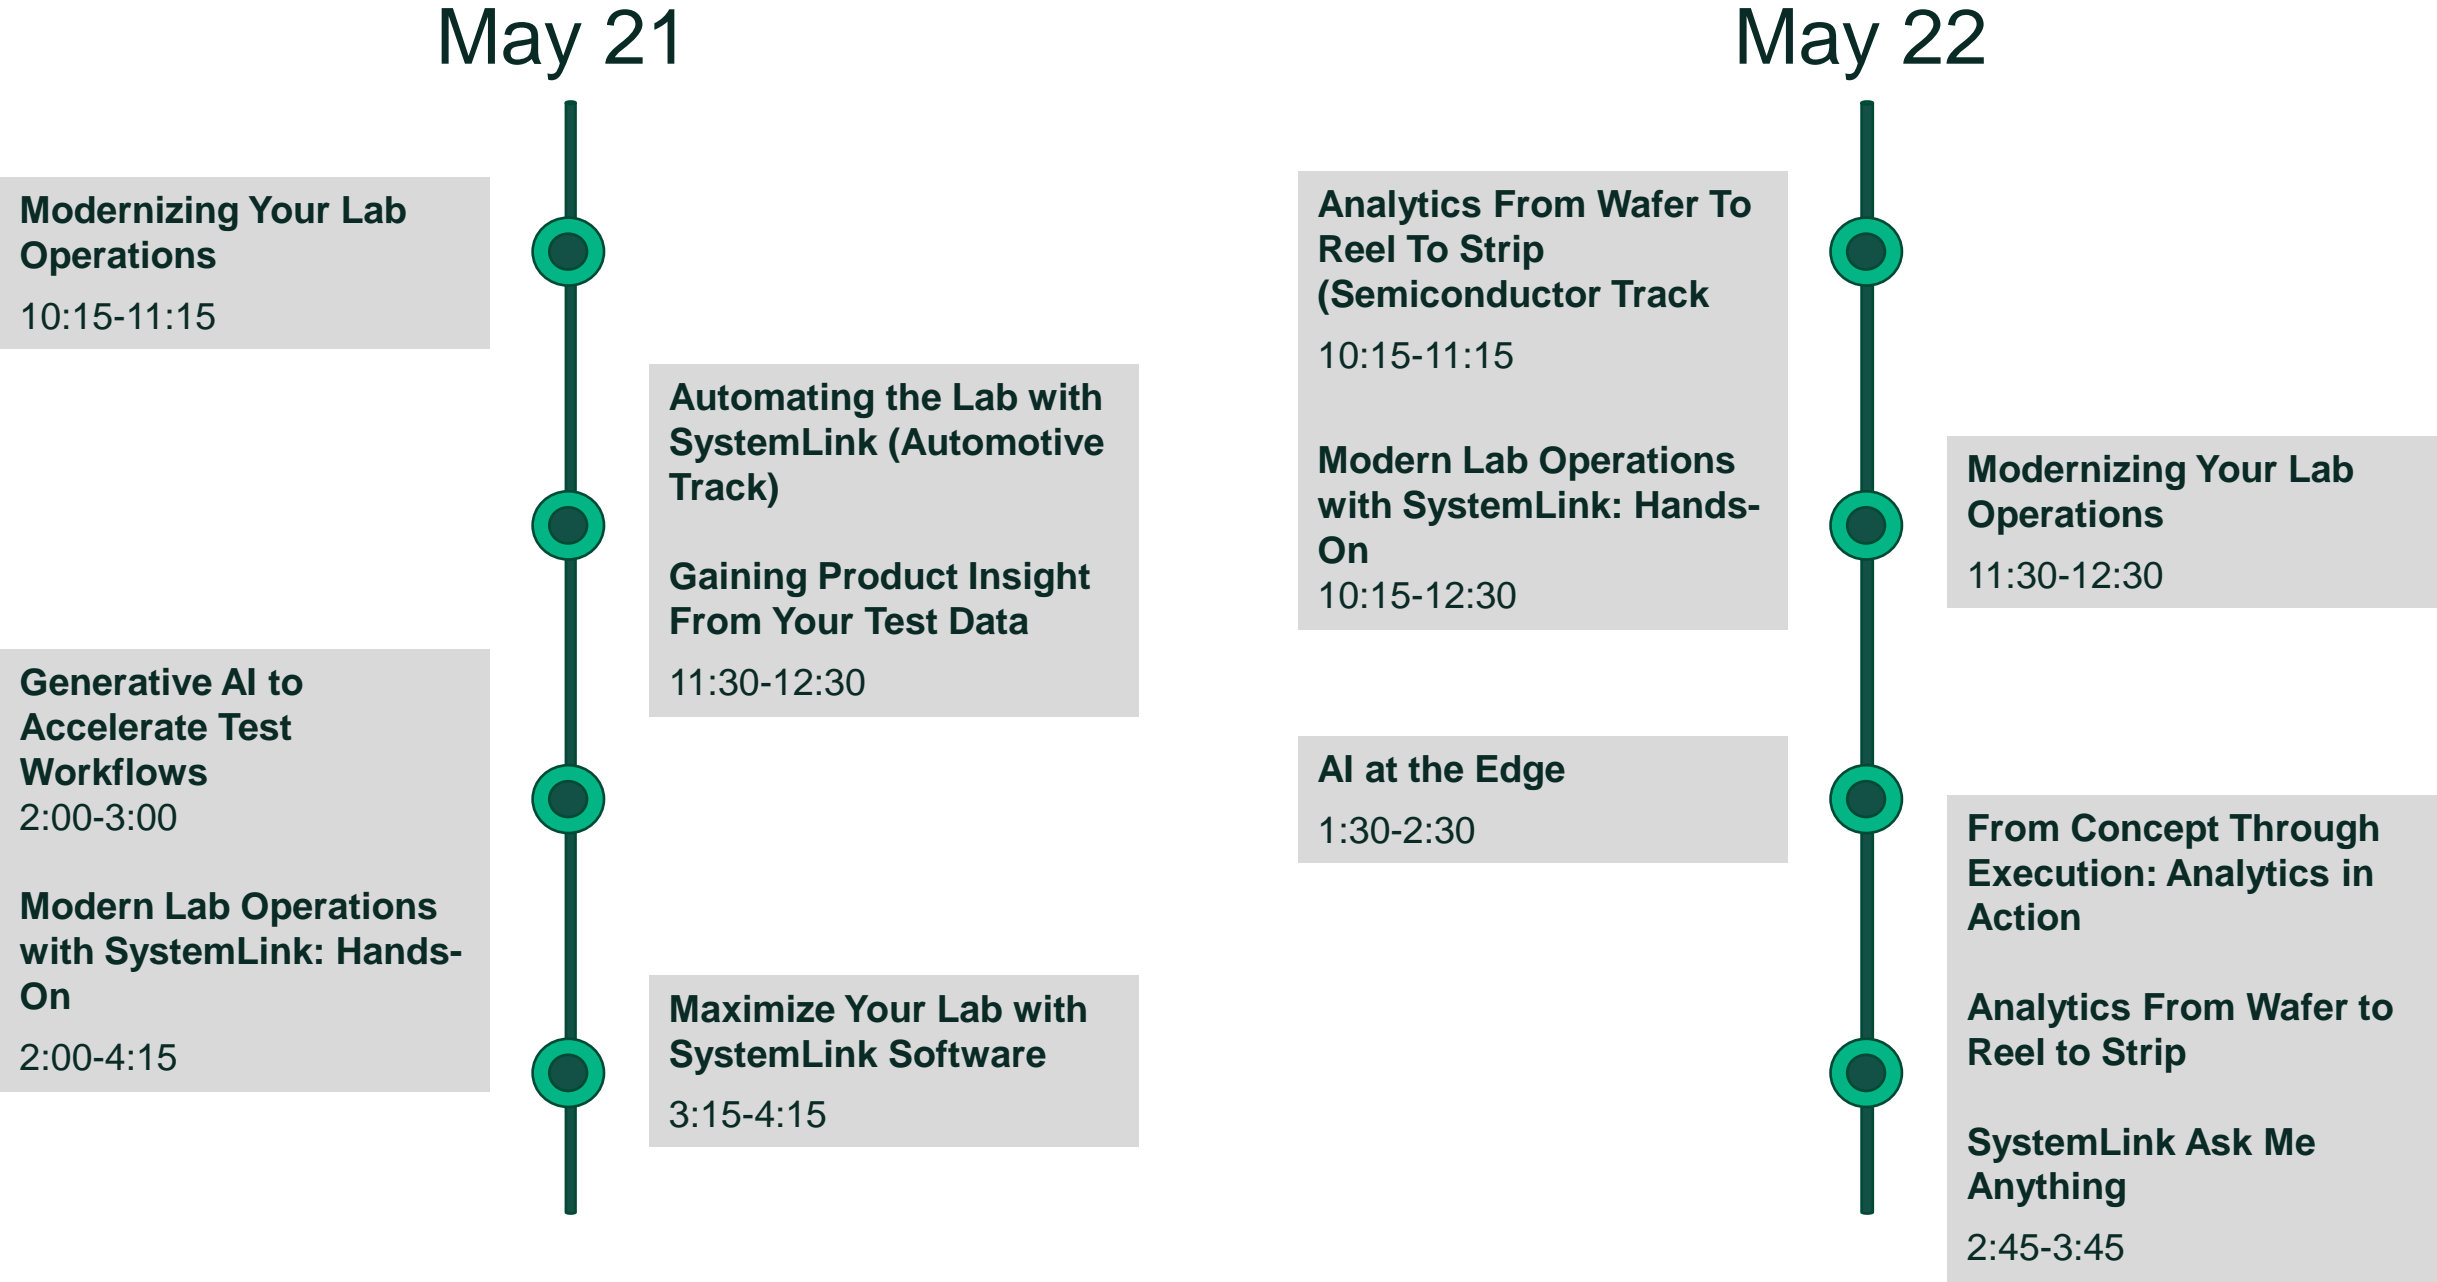 May 21
Modernizing Your Lab
Operations
10:15-11:15
Automating the Lab with
SystemLink (Automotive
Track)
Gaining Product Insight
From Your Test Data
11:30-12:30
Generative AI to
Accelerate Test
Workflows
2:00-3:00
Modern Lab Operations
with SystemLink: Hands-
On
2:00-4:15
Maximize Your Lab with
SystemLink Software
3:15-4:15
May 22
Analytics From Wafer To
Reel To Strip
(Semiconductor Track
10:15-11:15
Modern Lab Operations
with SystemLink: Hands-
On
10:15-12:30
Modernizing Your Lab
Operations
11:30-12:30
AI at the Edge
1:30-2:30
From Concept Through
Execution: Analytics in
Action
Analytics From Wafer to
Reel to Strip
SystemLink Ask Me
Anything
2:45-3:45